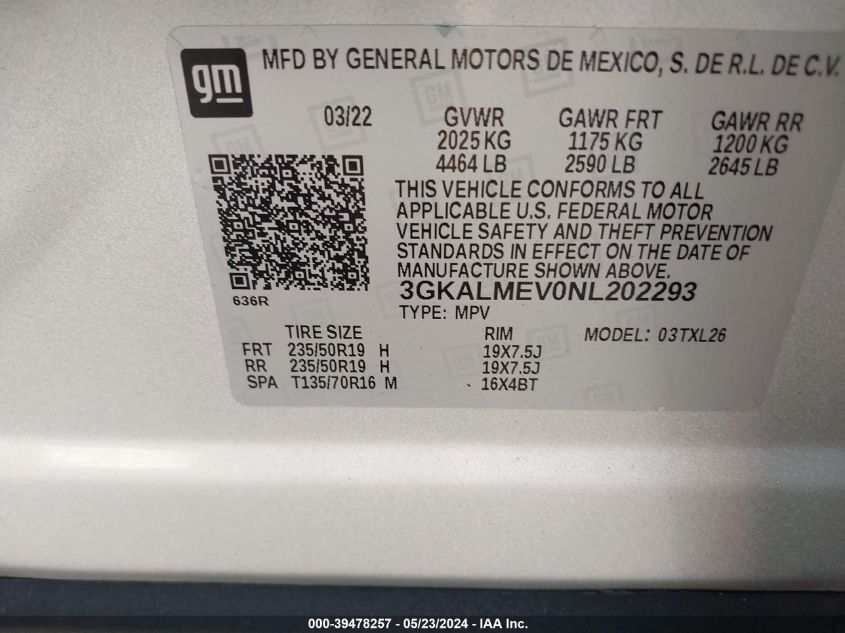 gm
MFD BY GENERAL MOTORS DE MEXICO, S. DE R.L. DE C.V.
03/22 GVWR GAWR FRT GAWR RR
2025 KG 1175 KG 1200 KG
4464 LB 2590 LB 2645 LB
THIS VEHICLE CONFORMS TO ALL
APPLICABLE U.S. FEDERAL MOTOR
VEHICLE SAFETY AND THEFT PREVENTION
STANDARDS IN EFFECT ON THE DATE OF
MANUFACTURE SHOWN ABOVE.
636R
3GKALMEV0NL202293
TYPE: MPV
TIRE SIZE RIM MODEL: 03TXL26
FRT 235/50R19 H 19X7.5J
RR 235/50R19 H 19X7.5J
SPA T135/70R16 M 16X4BT
000-39478257 - 05/23/2024 - IAA Inc.